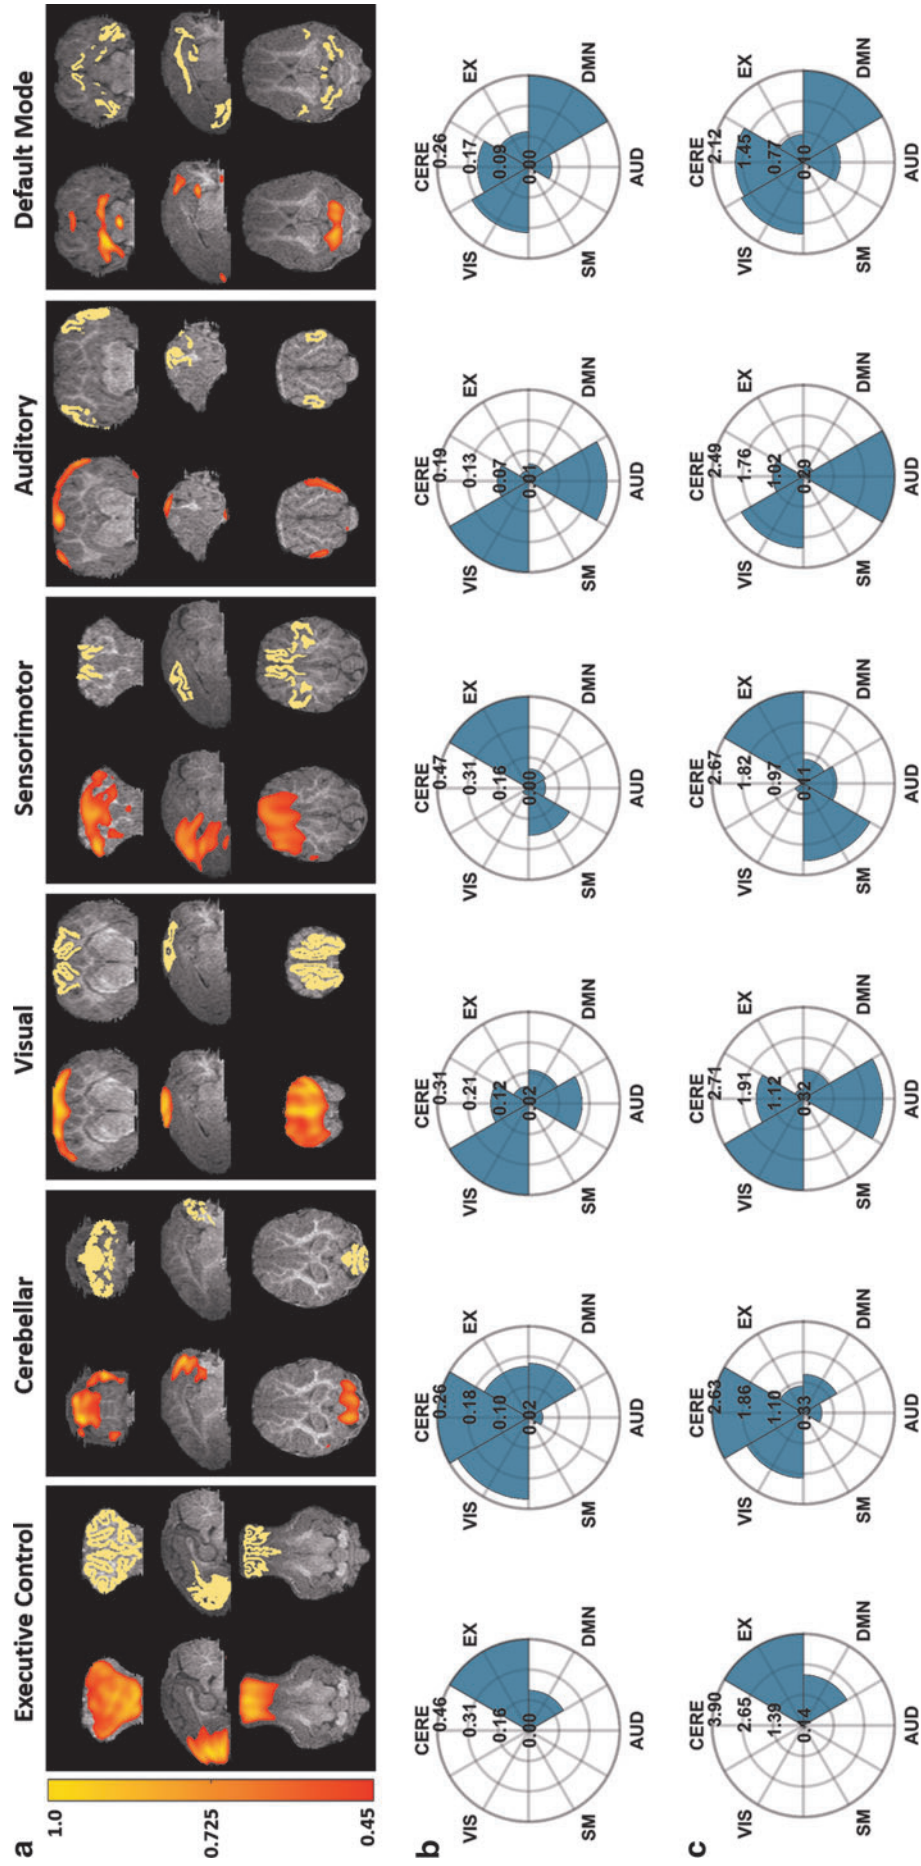 a
Executive Control
Cerebellar
Visual
Sensorimotor
Auditory
Default Mode
1.0
0.725
0.45
b
CERE
0.46
0.31
0.16
0.00
EX
DMN
AUD
SM
VIS
CERE
0.26
0.18
0.10
0.02
EX
DMN
AUD
SM
VIS
CERE
0.31
0.21
0.12
0.02
EX
DMN
AUD
SM
VIS
CERE
0.47
0.31
0.16
0.00
EX
DMN
AUD
SM
VIS
CERE
0.19
0.13
0.07
0.01
EX
DMN
AUD
SM
VIS
CERE
0.26
0.17
0.09
0.00
EX
DMN
AUD
SM
VIS
c
CERE
3.90
2.65
1.39
0.14
EX
DMN
AUD
SM
VIS
CERE
2.63
1.86
1.10
0.33
EX
DMN
AUD
SM
VIS
CERE
2.71
1.91
1.12
0.32
EX
DMN
AUD
SM
VIS
CERE
2.67
1.82
0.97
0.11
EX
DMN
AUD
SM
VIS
CERE
2.49
1.76
1.02
0.29
EX
DMN
AUD
SM
VIS
CERE
2.12
1.45
0.77
0.10
EX
DMN
AUD
SM
VIS